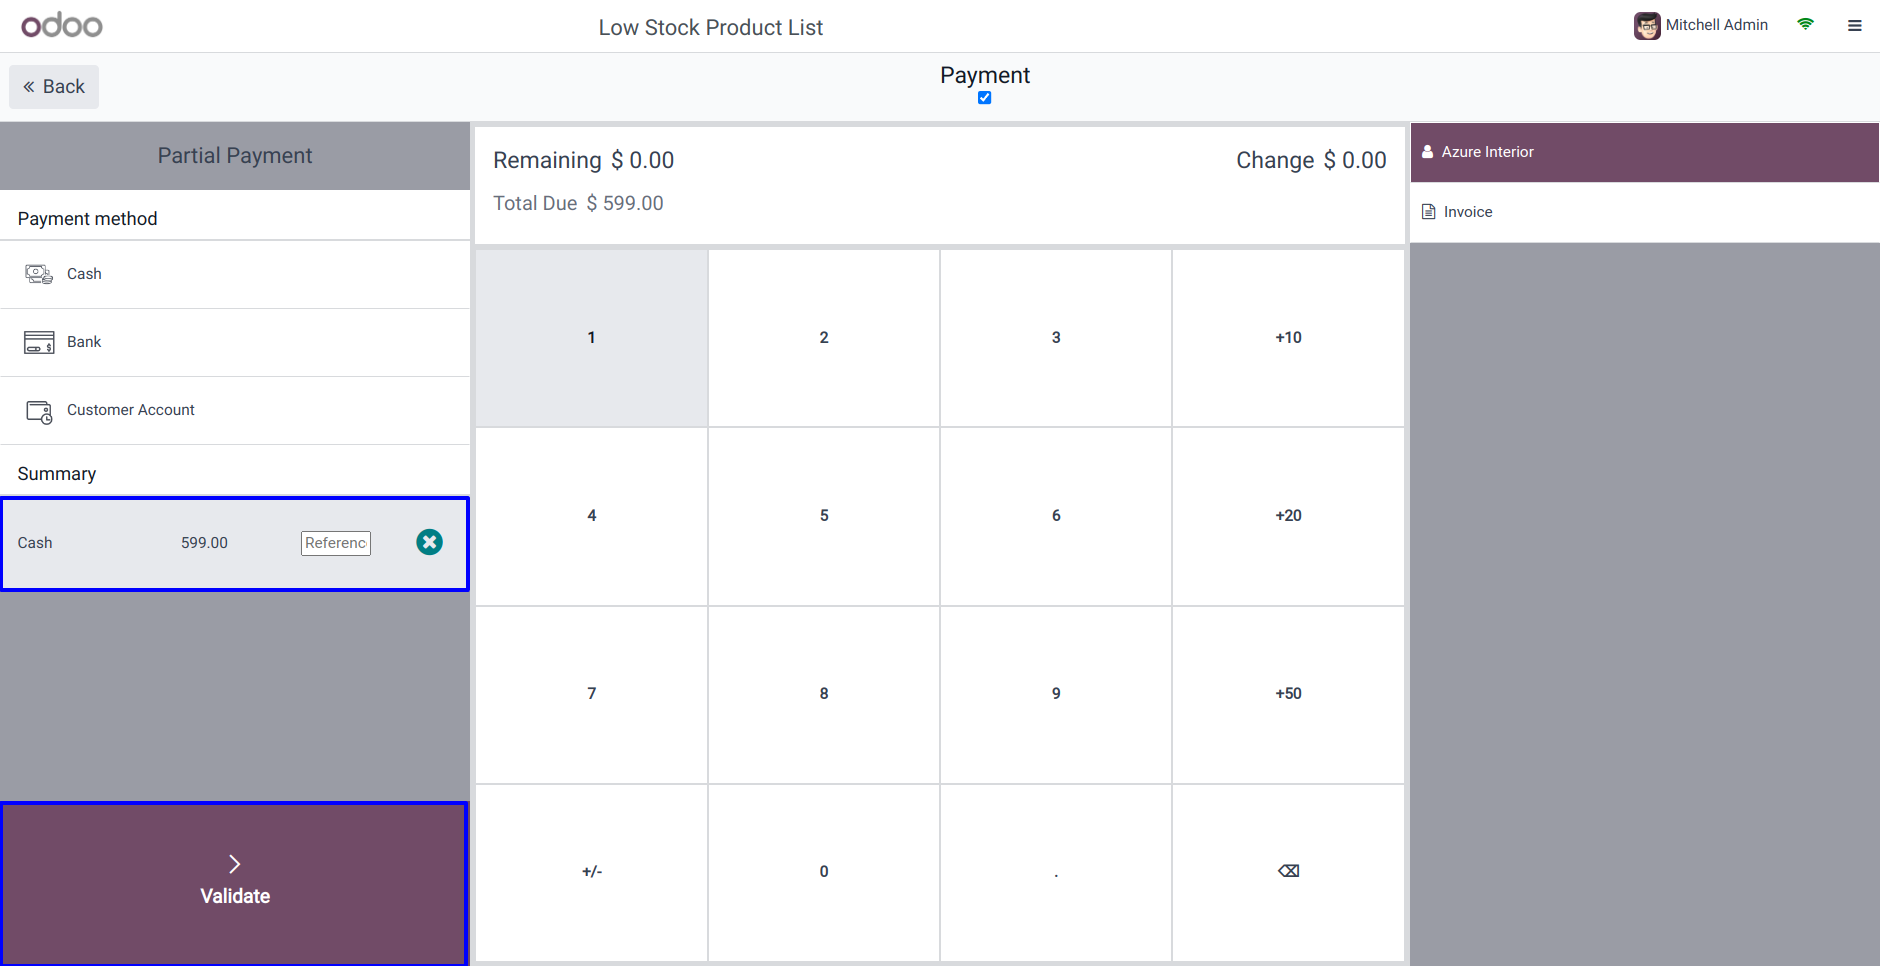 odoo
Low Stock Product List
Mitchell Admin
Back
Payment
Partial Payment
Payment method
Cash
Bank
Customer Account
Summary
Cash 599.00 Referenc
Validate
Remaining $ 0.00
Change $ 0.00
Total Due $ 599.00
1 2 3 +10
4 5 6 +20
7 8 9 +50
+/- 0 . ⌫
Azure Interior
Invoice